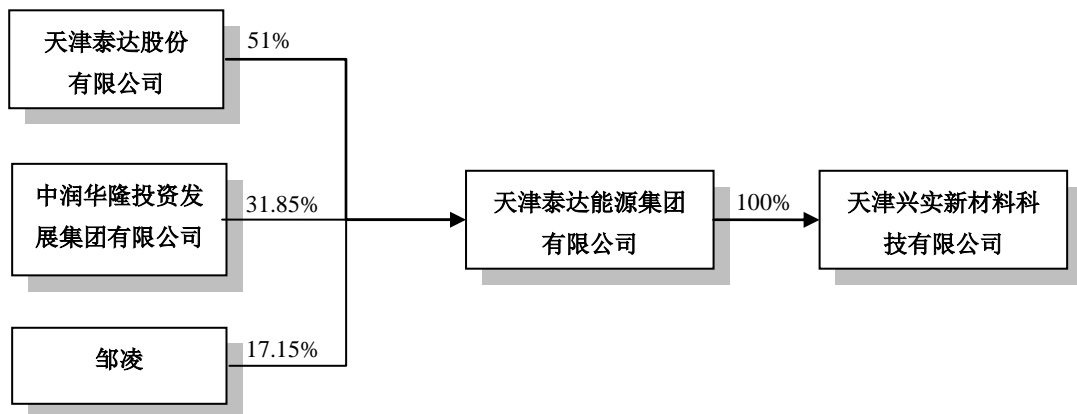 天津泰达股份
有限公司
51%
中润华隆投资发
展集团有限公司
31.85%
邹凌
17.15%
天津泰达能源集团
有限公司
100%
天津兴实新材料科
技有限公司